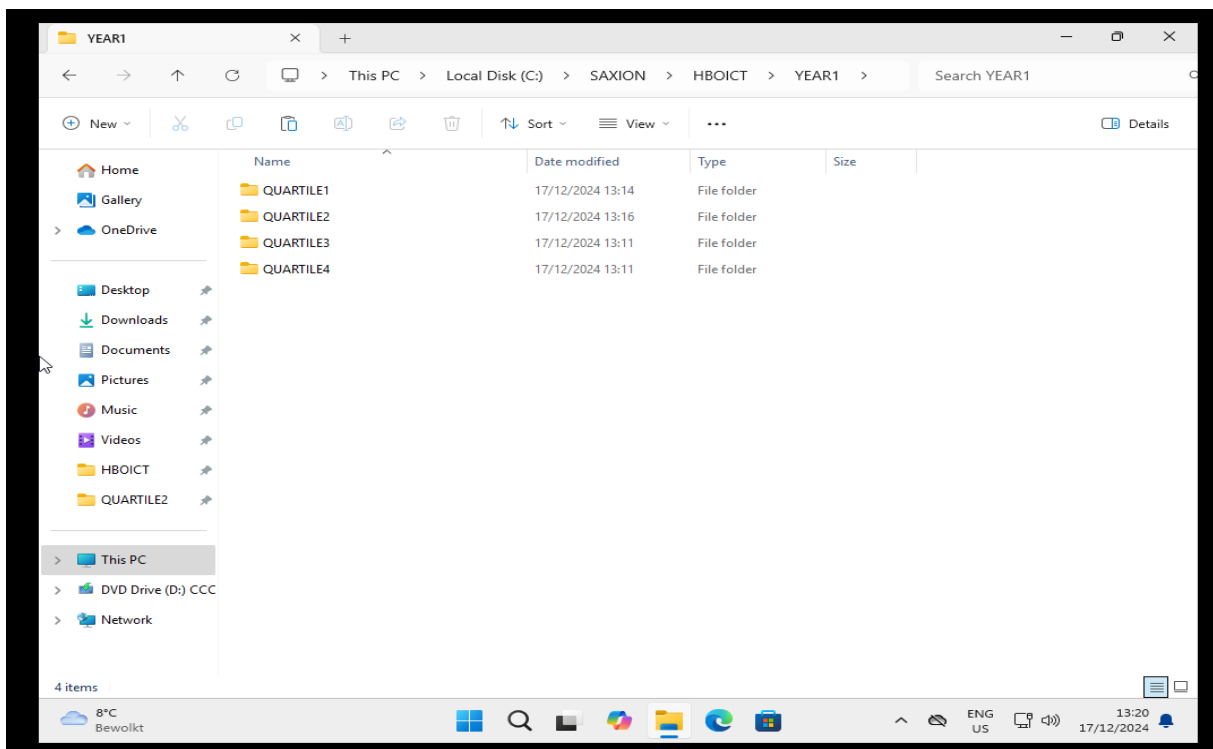 YEAR1
This PC > Local Disk (C:) > SAXION > HBOICT > YEAR1 >
Search YEAR1
New
Sort
View
Details
Name Date modified Type Size
QUARTILE1 17/12/2024 13:14 File folder
QUARTILE2 17/12/2024 13:16 File folder
QUARTILE3 17/12/2024 13:11 File folder
QUARTILE4 17/12/2024 13:11 File folder
Home
Gallery
OneDrive
Desktop
Downloads
Documents
Pictures
Music
Videos
HBOICT
QUARTILE2
This PC
DVD Drive (D:) CCC
Network
4 items
8°C
Bewolkt
ENG
US
13:20
17/12/2024